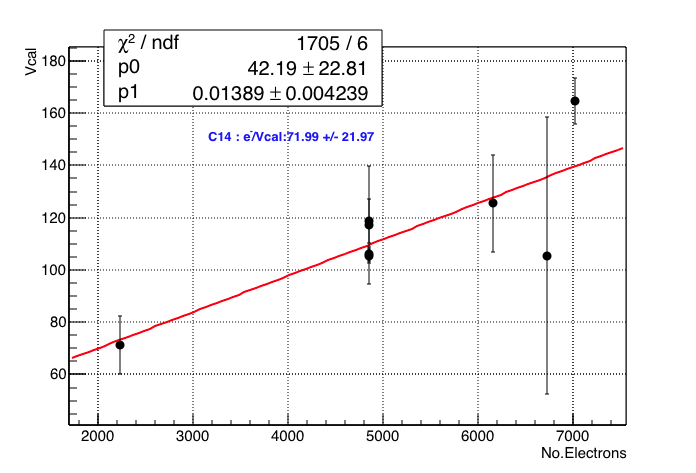 χ² / ndf 1705 / 6
p0 42.19 ± 22.81
p1 0.01389 ± 0.004239
Vcal
C14 : e⁻/Vcal:71.99 +/- 21.97
180
160
140
120
100
80
60
2000 3000 4000 5000 6000 7000
No.Electrons